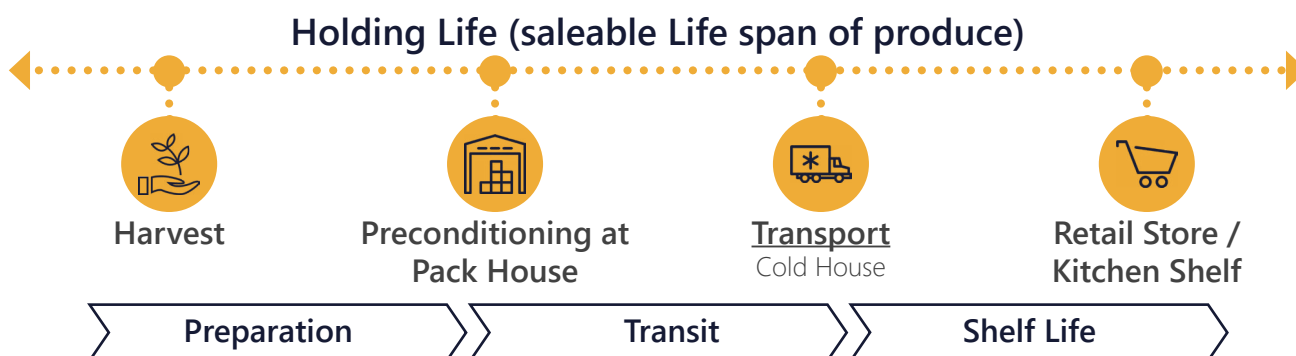 Holding Life (saleable Life span of produce)
Harvest
Preconditioning at
Pack House
Transport
Cold House
Retail Store /
Kitchen Shelf
Preparation
Transit
Shelf Life